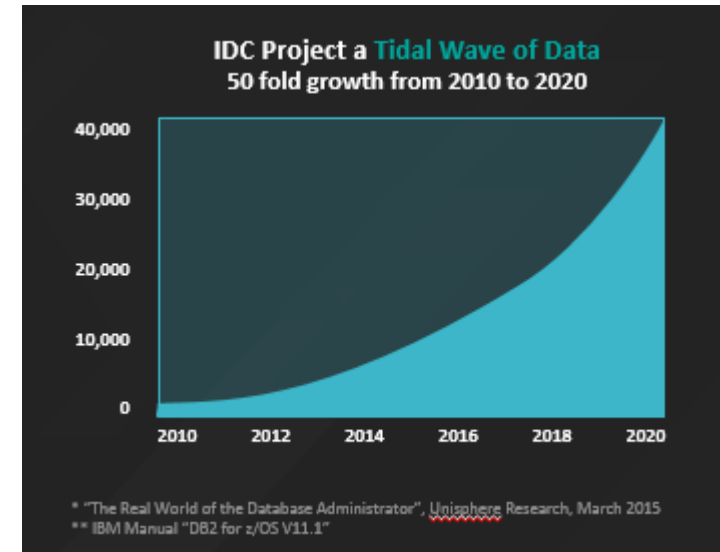 IDC Project a Tidal Wave of Data
50 fold growth from 2010 to 2020
40,000
30,000
20,000
10,000
0
2010 2012 2014 2016 2018 2020
* "The Real World of the Database Administrator", Unisphere Research, March 2015
** IBM Manual "DB2 for z/OS V11.1"